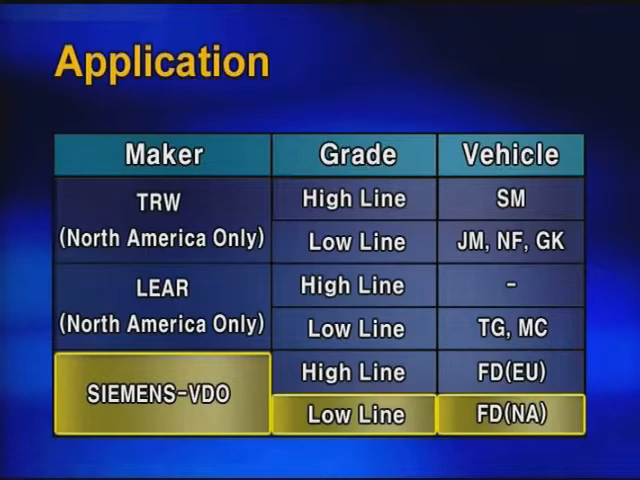 Application
Maker Grade Vehicle
TRW
(North America Only)
High Line SM
Low Line JM, NF, GK
LEAR
(North America Only)
High Line -
Low Line TG, MC
SIEMENS-VDO
High Line FD(EU)
Low Line FD(NA)